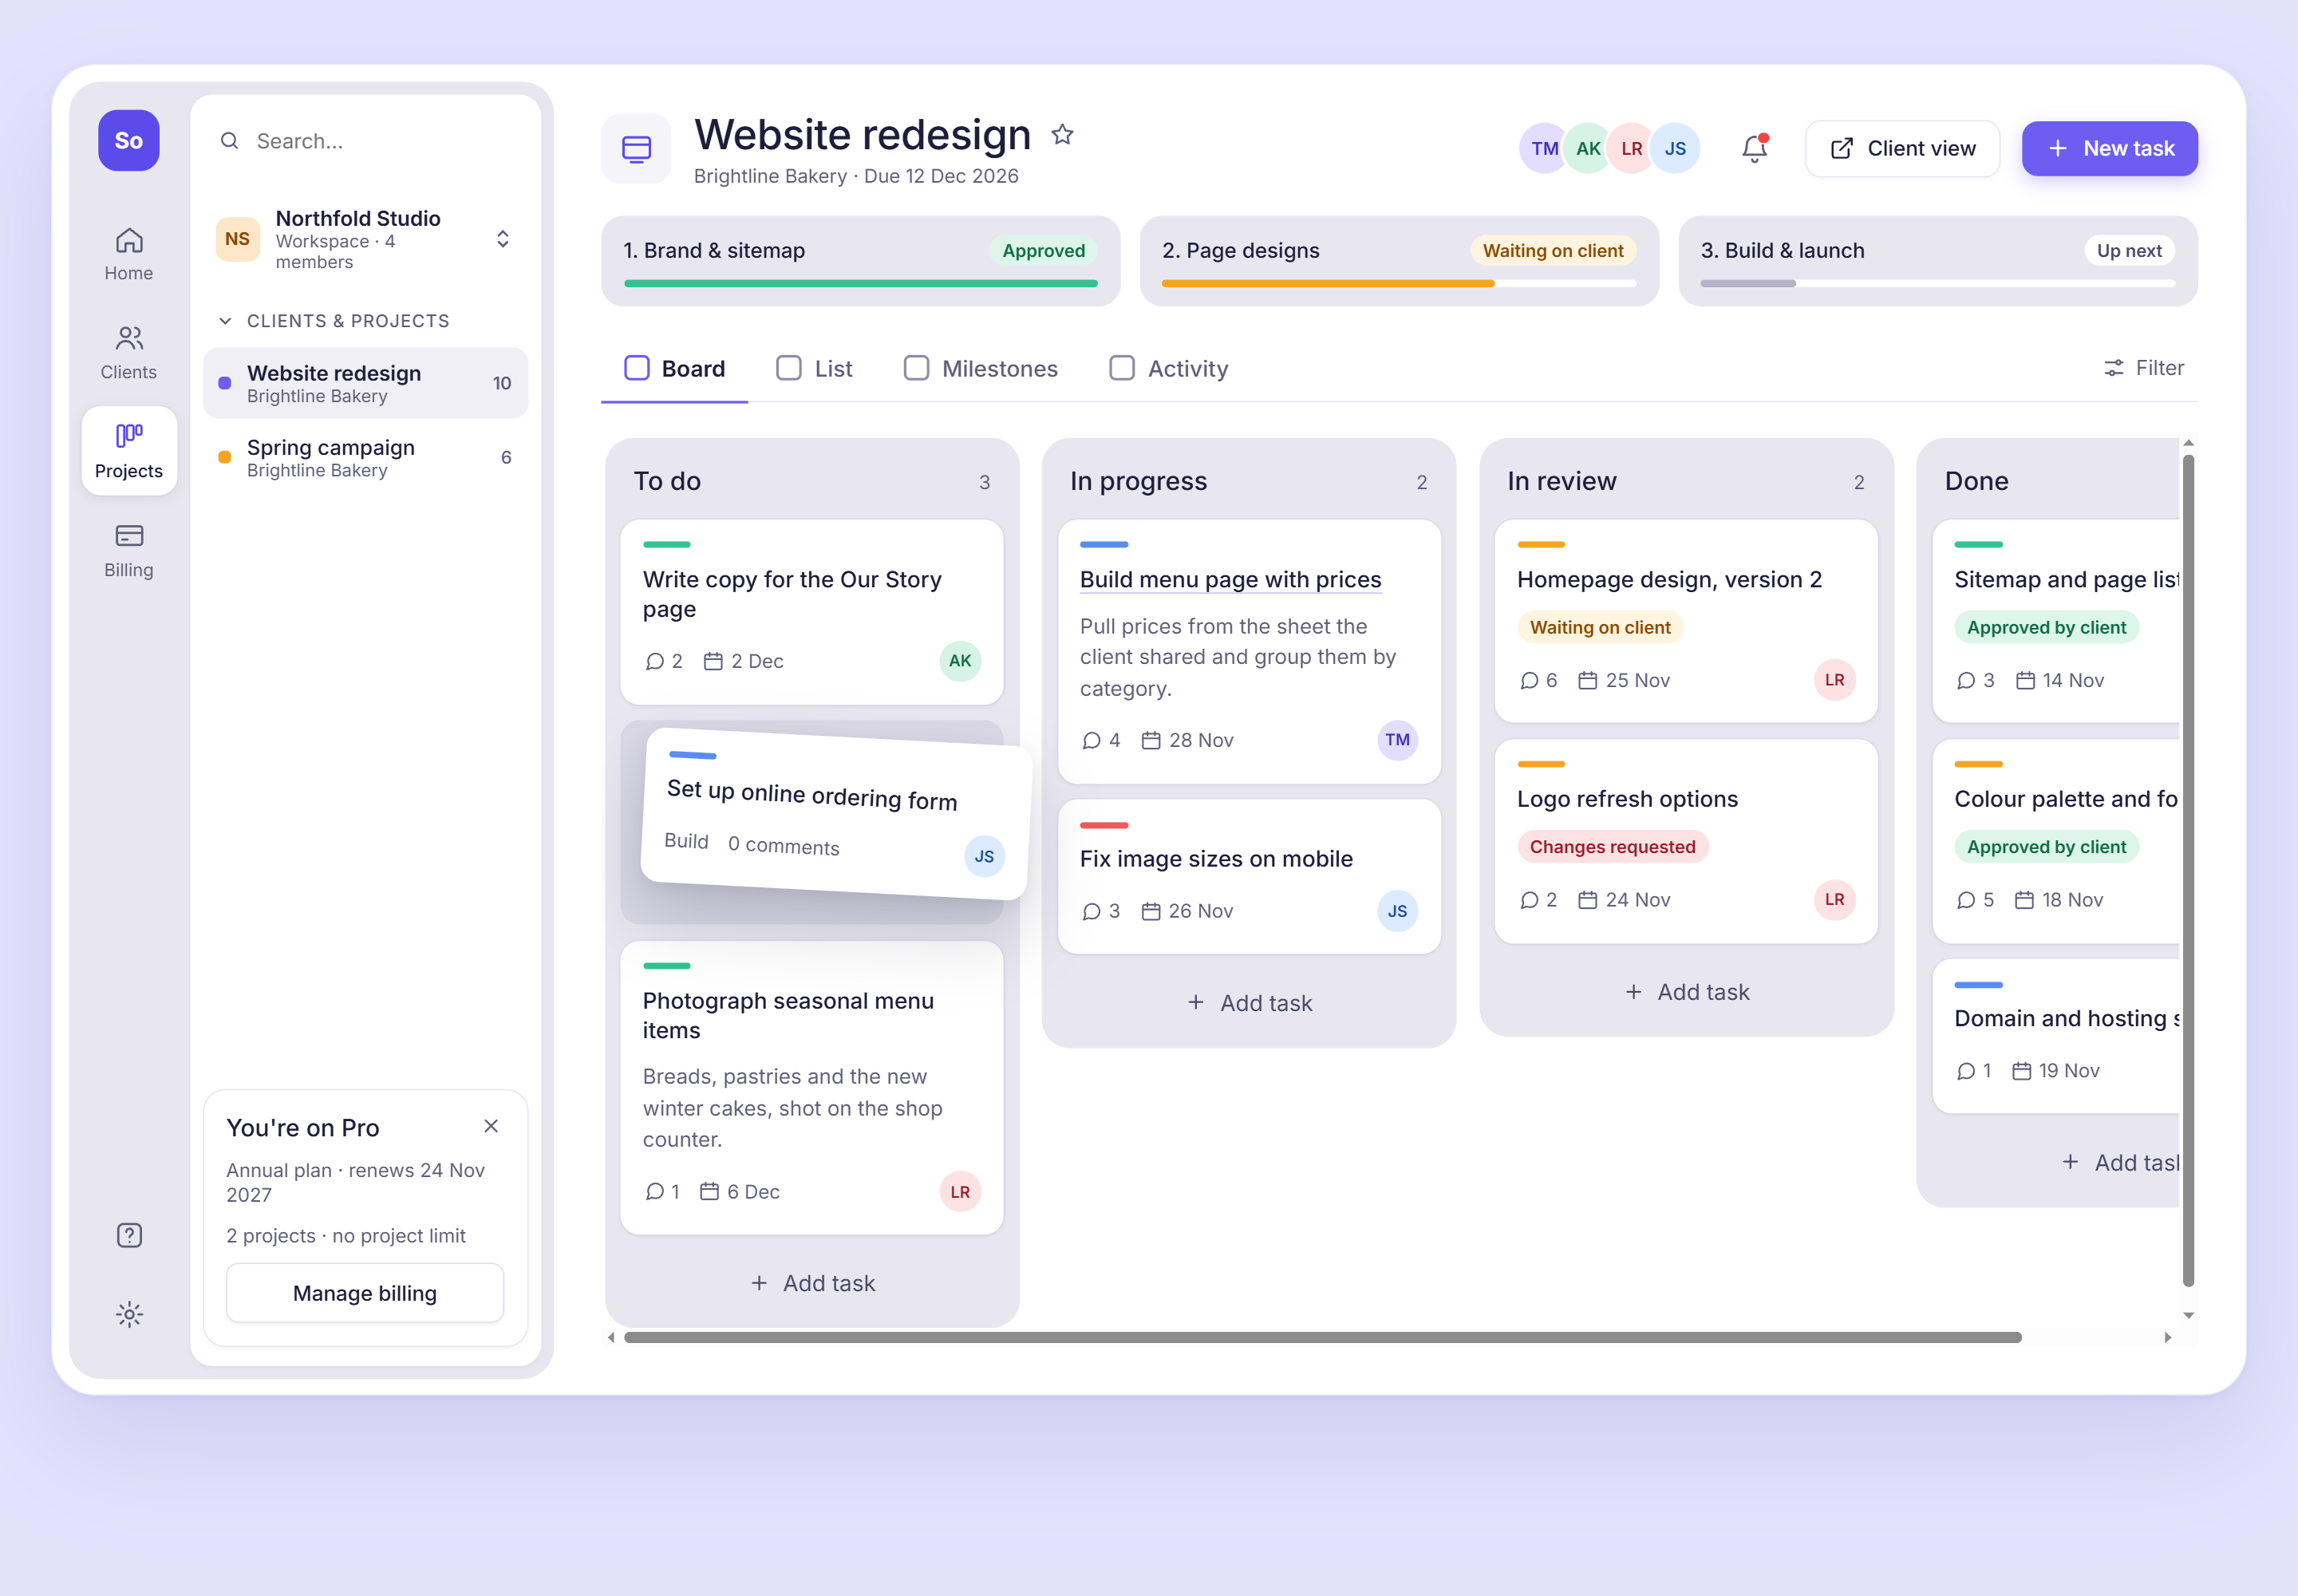 So
Home
Clients
Projects
Billing
Search...
NS
Northfold Studio
Workspace · 4
members
CLIENTS & PROJECTS
Website redesign
Brightline Bakery
10
Spring campaign
Brightline Bakery
6
You're on Pro
Annual plan · renews 24 Nov
2027
2 projects · no project limit
Manage billing
Website redesign
Brightline Bakery · Due 12 Dec 2026
TM
AK
LR
JS
Client view
New task
1. Brand & sitemap
Approved
2. Page designs
Waiting on client
3. Build & launch
Up next
Board
List
Milestones
Activity
Filter
To do
3
Write copy for the Our Story
page
2
2 Dec
AK
Set up online ordering form
Build
0 comments
JS
Photograph seasonal menu
items
Breads, pastries and the new
winter cakes, shot on the shop
counter.
1
6 Dec
LR
Add task
In progress
2
Build menu page with prices
Pull prices from the sheet the
client shared and group them by
category.
4
28 Nov
TM
Fix image sizes on mobile
3
26 Nov
JS
Add task
In review
2
Homepage design, version 2
Waiting on client
6
25 Nov
LR
Logo refresh options
Changes requested
2
24 Nov
LR
Add task
Done
Sitemap and page list
Approved by client
3
14 Nov
Colour palette and fo
Approved by client
5
18 Nov
Domain and hosting s
1
19 Nov
Add task